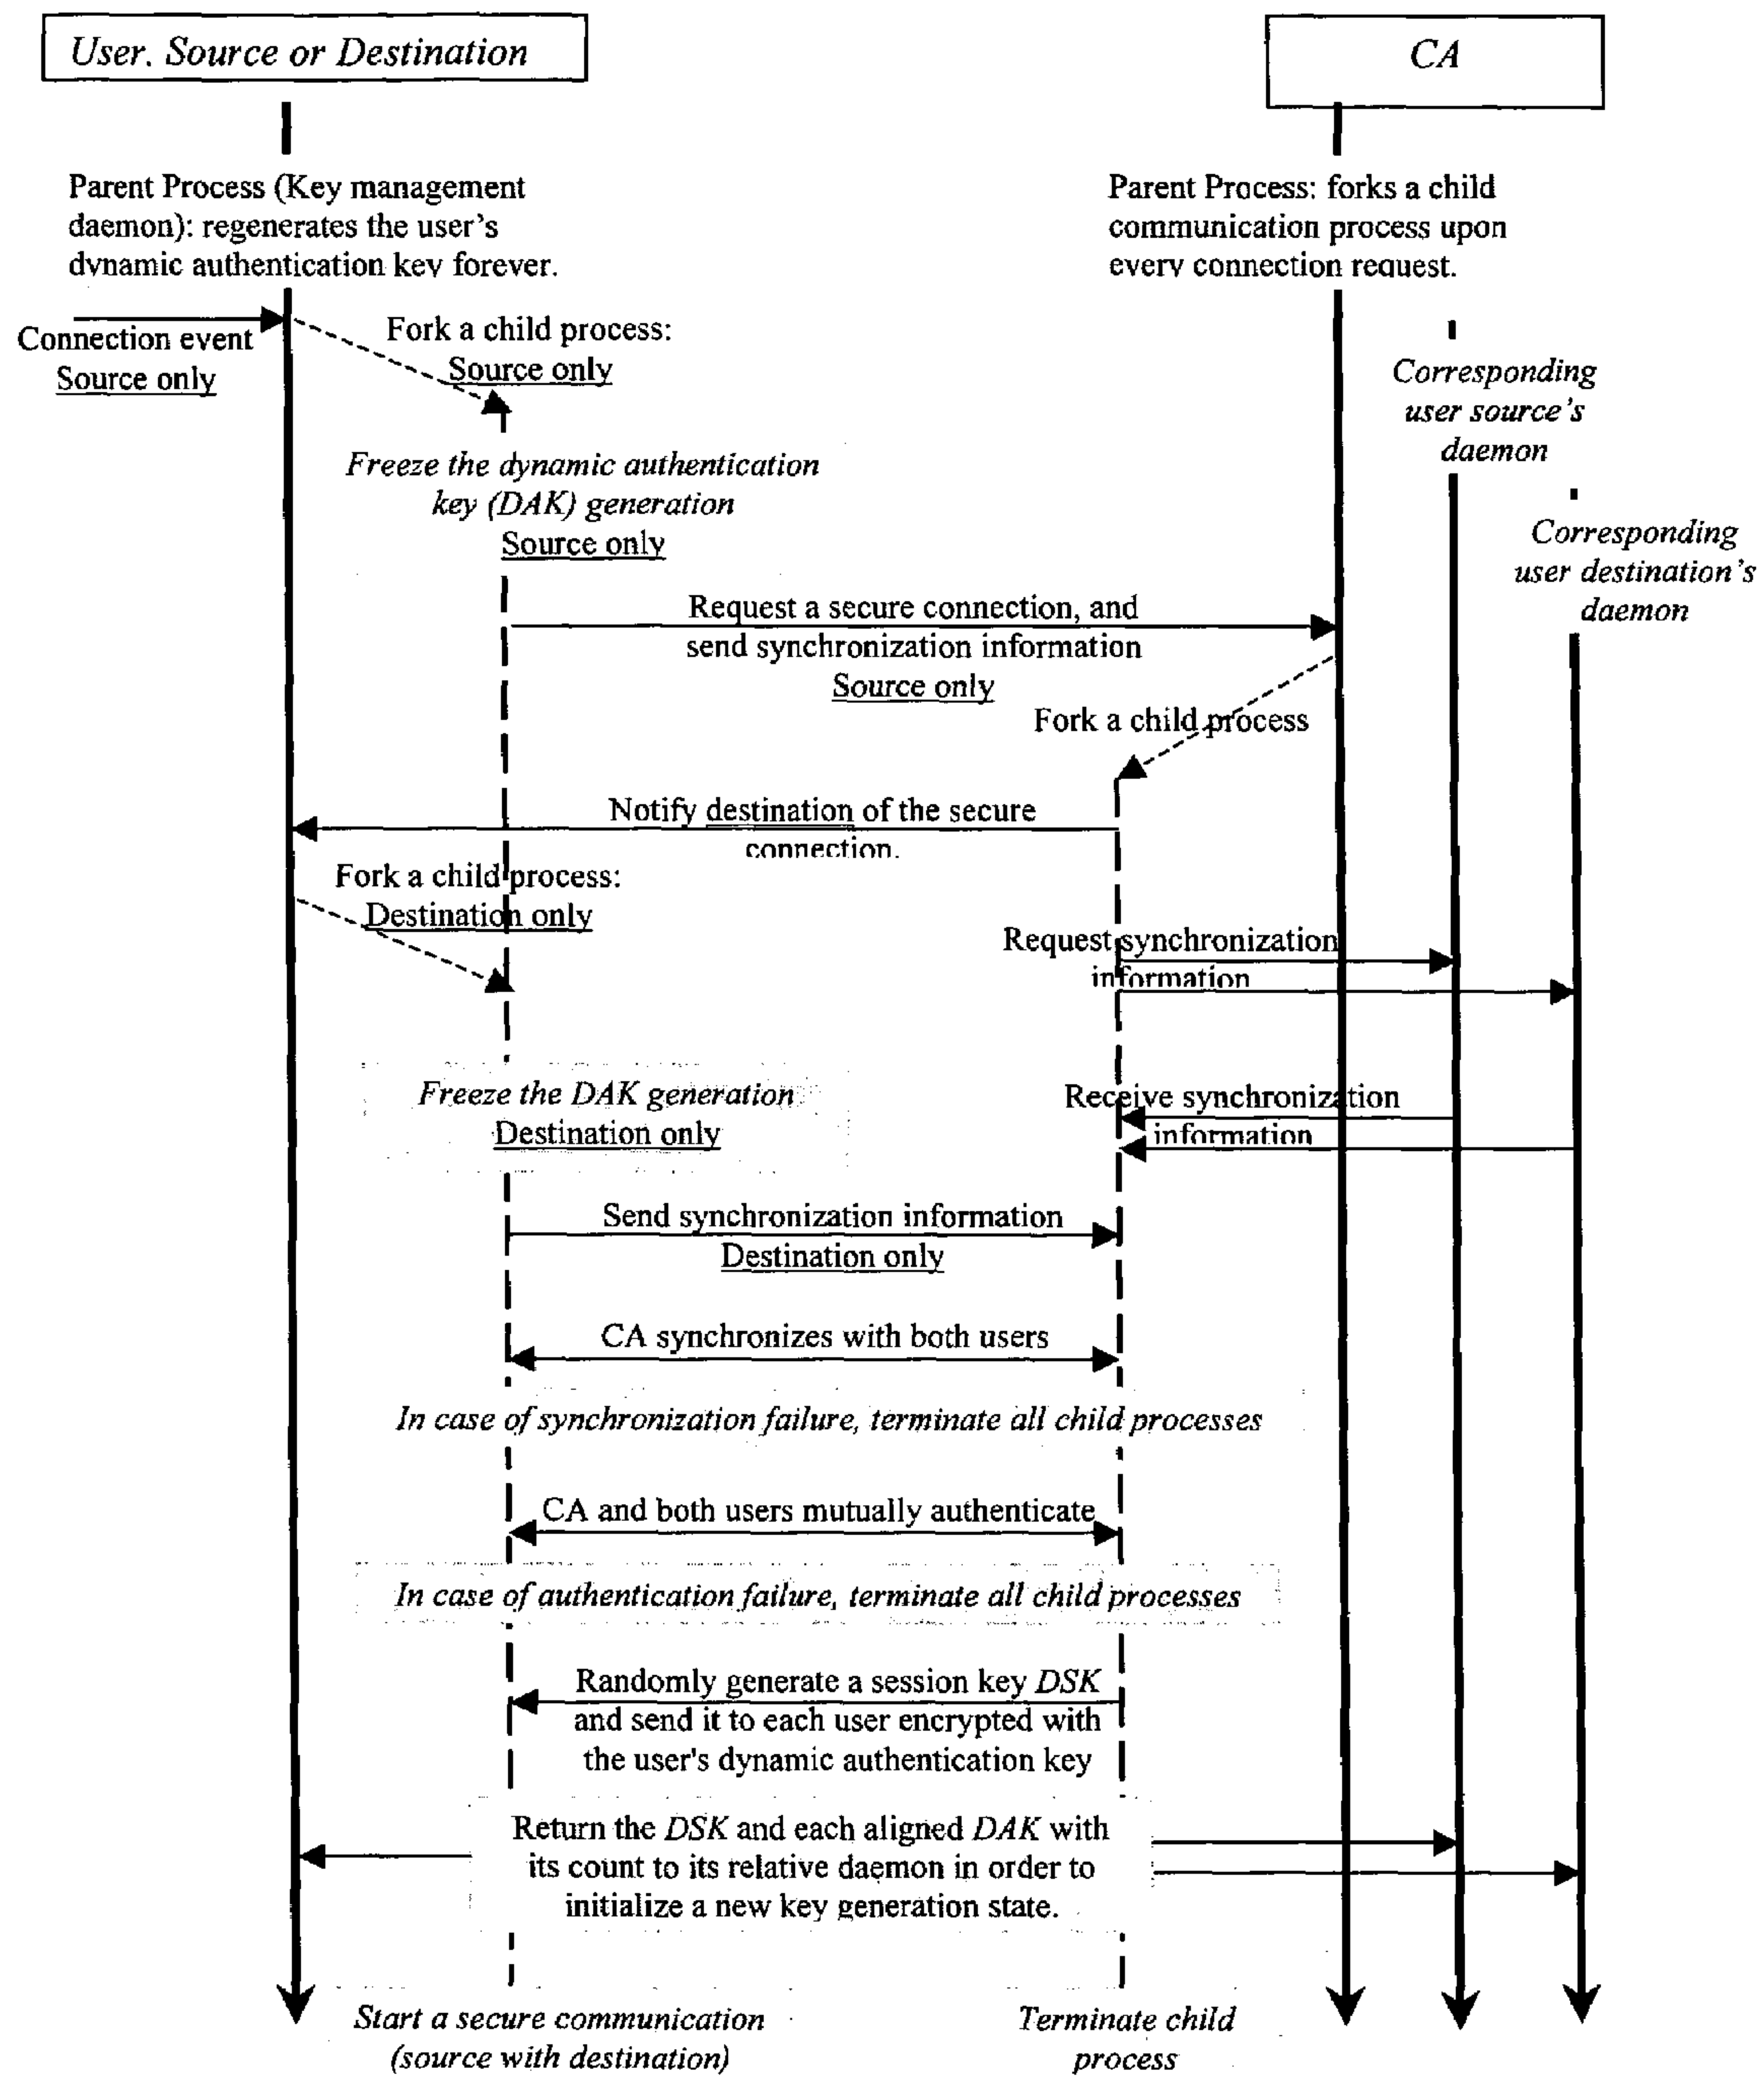 User. Source or Destination
CA
Parent Process (Key management
daemon): regenerates the user's
dynamic authentication key forever.
Parent Process: forks a child
communication process upon
every connection request.
Connection event
Source only
Fork a child process:
Source only
Corresponding
user source's
daemon
Freeze the dynamic authentication
key (DAK) generation
Source only
Corresponding
user destination's
daemon
Request a secure connection, and
send synchronization information
Source only
Fork a child process
Notify destination of the secure
connection.
Fork a child process:
Destination only
Request synchronization
information
Freeze the DAK generation
Destination only
Receive synchronization
information
Send synchronization information
Destination only
CA synchronizes with both users
In case of synchronization failure, terminate all child processes
CA and both users mutually authenticate
In case of authentication failure, terminate all child processes
Randomly generate a session key DSK
and send it to each user encrypted with
the user's dynamic authentication key
Return the DSK and each aligned DAK with
its count to its relative daemon in order to
initialize a new key generation state.
Start a secure communication
(source with destination)
Terminate child
process